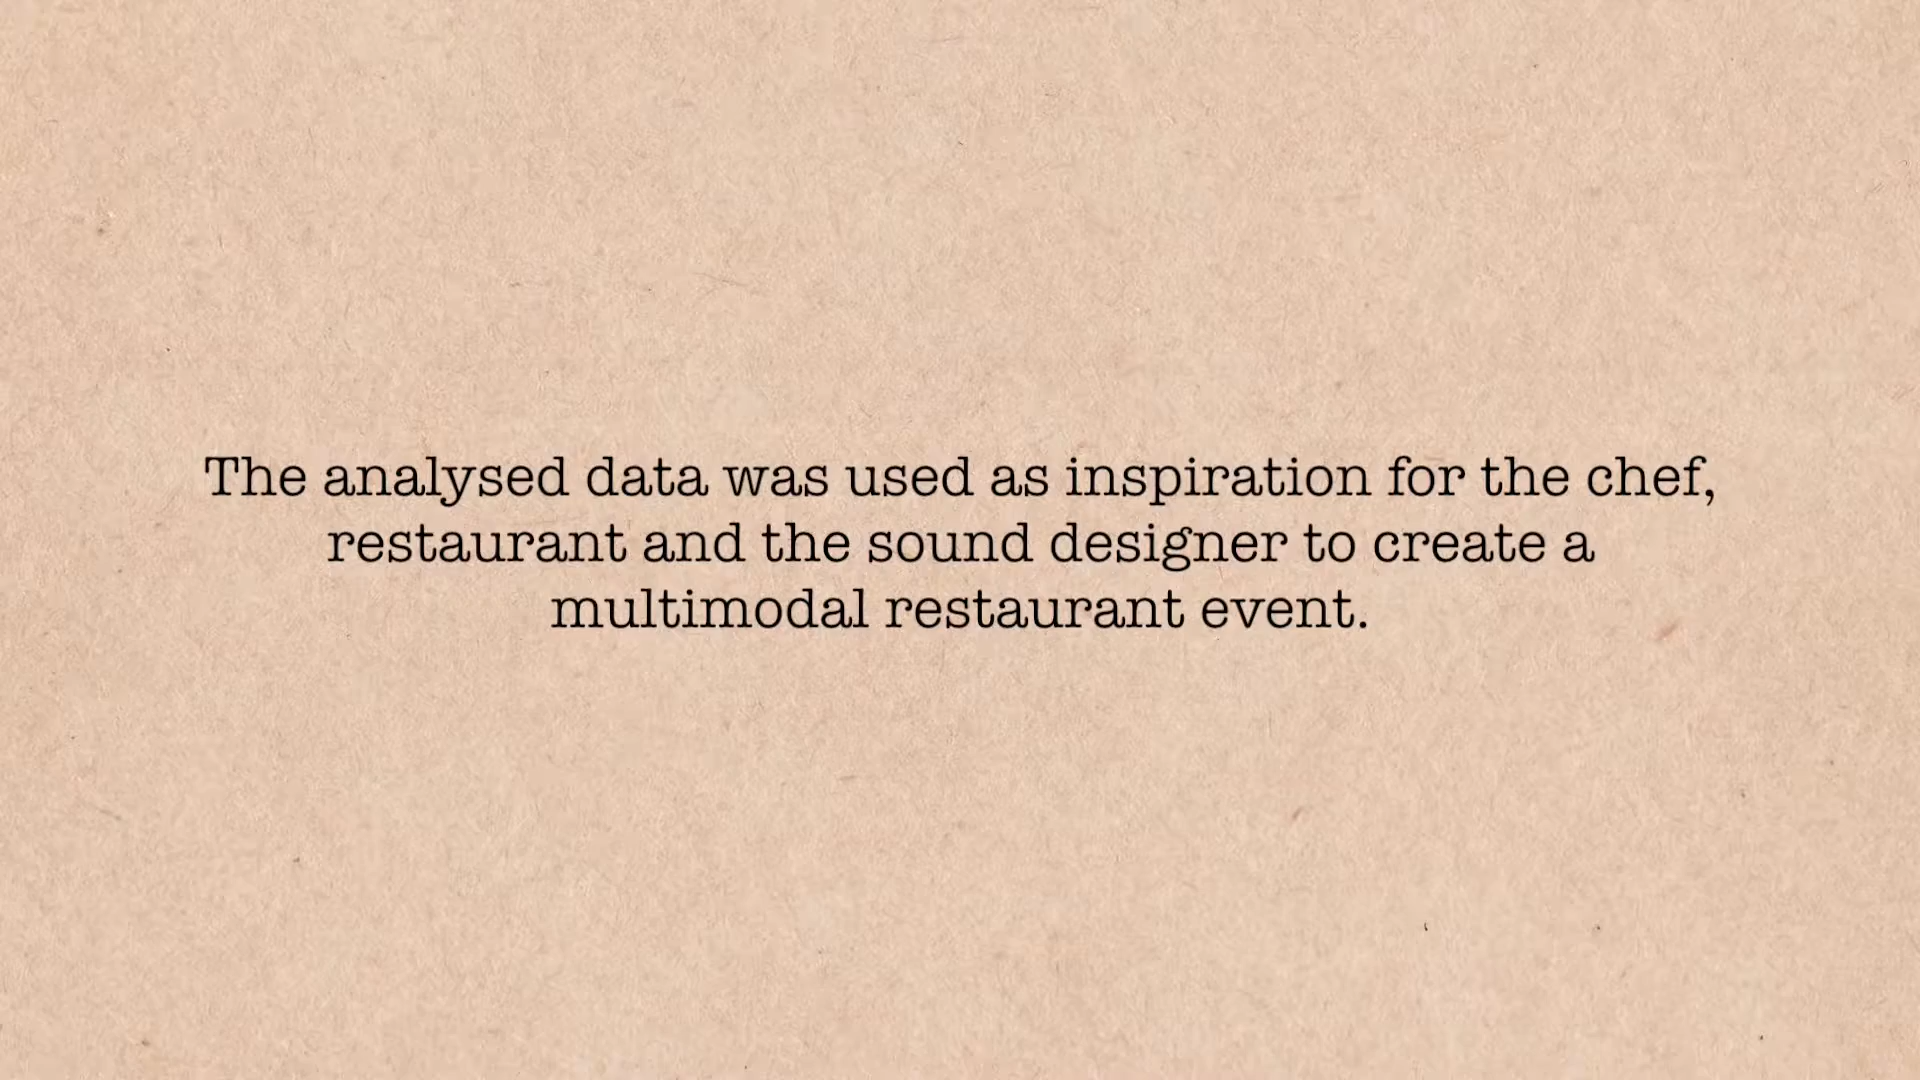 The analysed data was used as inspiration for the chef,
restaurant and the sound designer to create a
multimodal restaurant event.